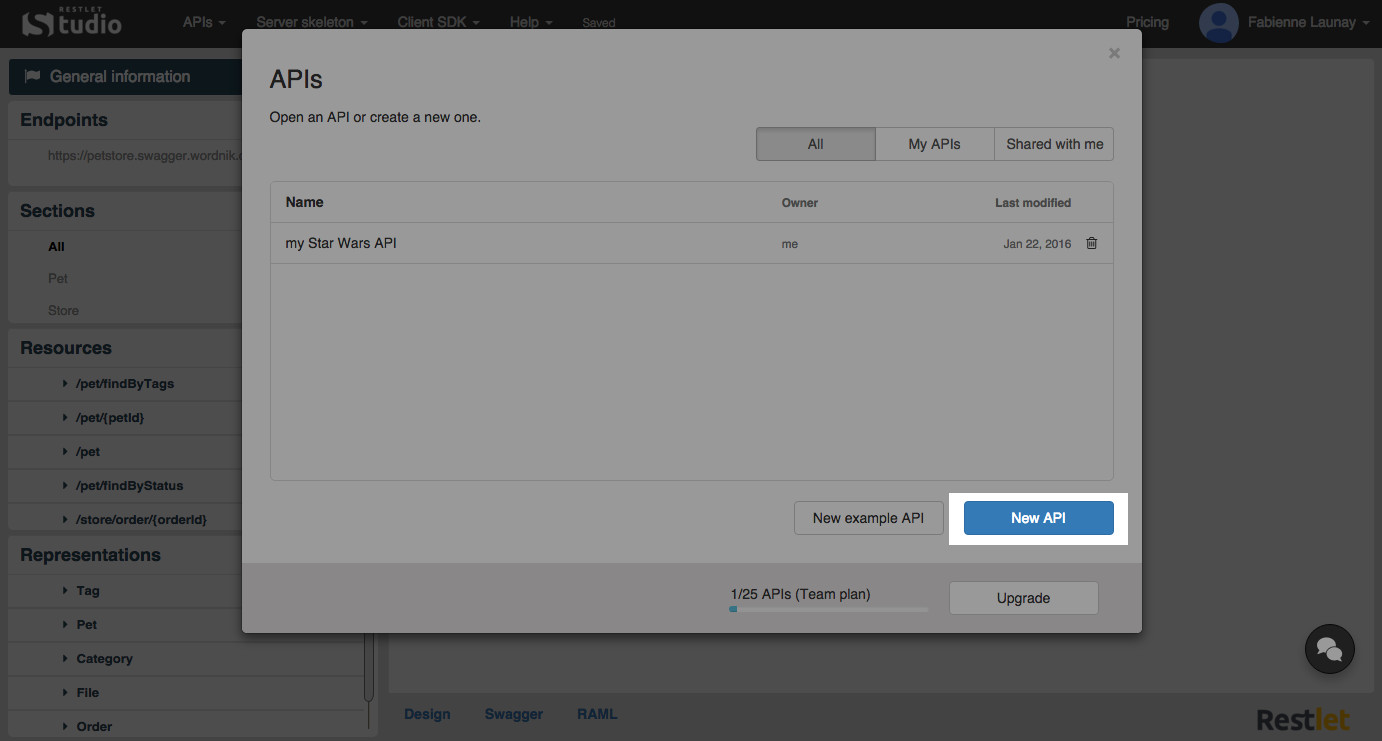 RESTLET
Studio
APIs
Server skeleton
Client SDK
Help
Saved
Pricing
Fabienne Launay
General information
Endpoints
https://petstore.swagger.wordnik.
Sections
All
Pet
Store
Resources
/pet/findByTags
/pet/{petId}
/pet
/pet/findByStatus
/store/order/{orderId}
Representations
Tag
Pet
Category
File
Order
APIs
Open an API or create a new one.
All
My APIs
Shared with me
Name Owner Last modified
my Star Wars API me Jan 22, 2016
New example API
New API
1/25 APIs (Team plan)
Upgrade
Design
Swagger
RAML
Restlet